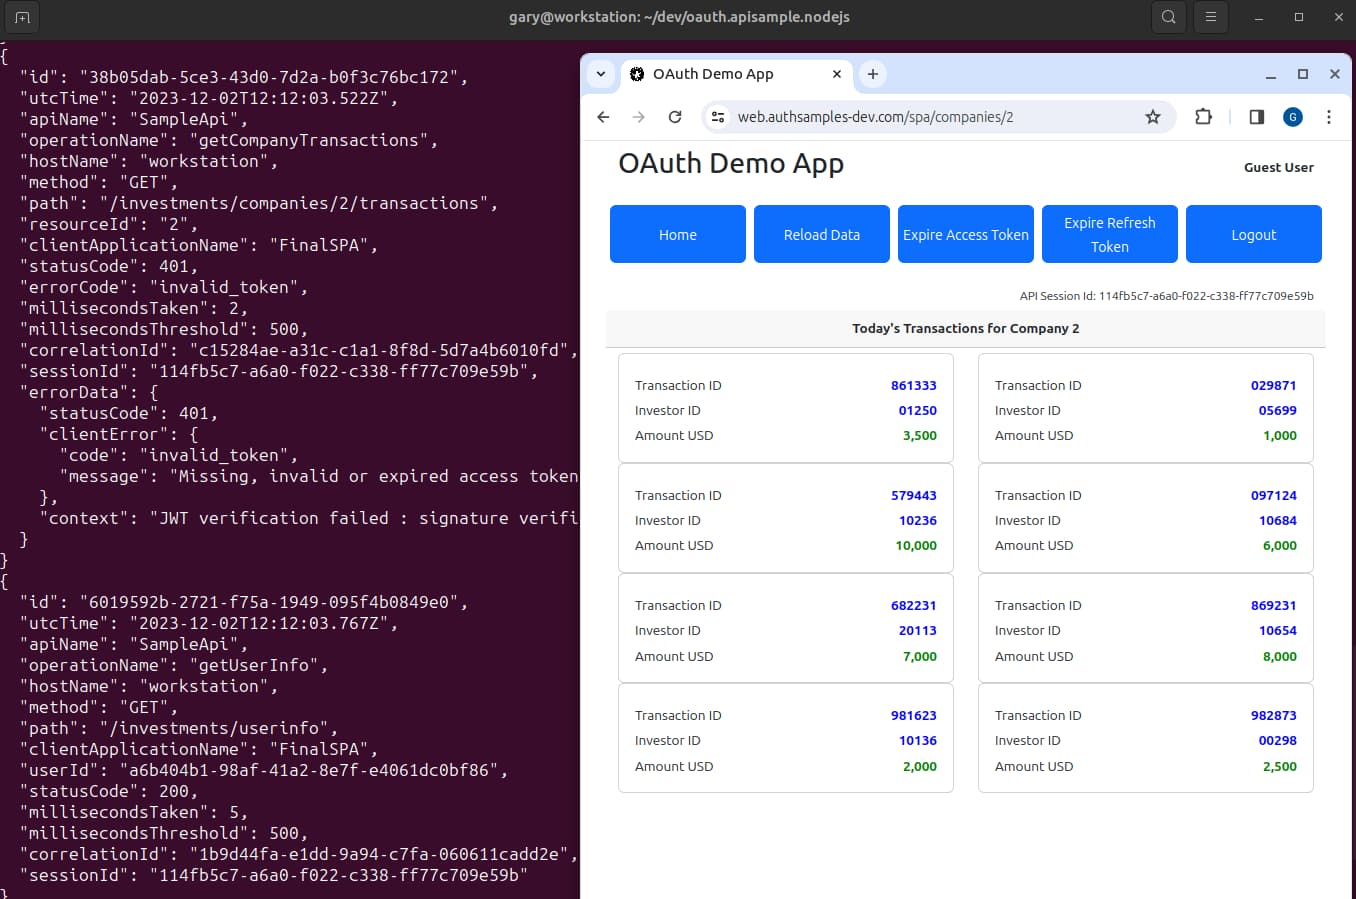 gary@workstation: ~/dev/oauth.apisample.nodejs
{
"id": "38b05dab-5ce3-43d0-7d2a-b0f3c76bc172",
"utcTime": "2023-12-02T12:12:03.522Z",
"apiName": "SampleApi",
"operationName": "getCompanyTransactions",
"hostName": "workstation",
"method": "GET",
"path": "/investments/companies/2/transactions",
"resourceId": "2",
"clientApplicationName": "FinalSPA",
"statusCode": 401,
"errorCode": "invalid_token",
"millisecondsTaken": 2,
"millisecondsThreshold": 500,
"correlationId": "c15284ae-a31c-c1a1-8f8d-5d7a4b6010fd",
"sessionId": "114fb5c7-a6a0-f022-c338-ff77c709e59b",
"errorData": {
"statusCode": 401,
"clientError": {
"code": "invalid_token",
"message": "Missing, invalid or expired access token
},
"context": "JWT verification failed : signature verifi
}
}
{
"id": "6019592b-2721-f75a-1949-095f4b0849e0",
"utcTime": "2023-12-02T12:12:03.767Z",
"apiName": "SampleApi",
"operationName": "getUserInfo",
"hostName": "workstation",
"method": "GET",
"path": "/investments/userinfo",
"clientApplicationName": "FinalSPA",
"userId": "a6b404b1-98af-41a2-8e7f-e4061dc0bf86",
"statusCode": 200,
"millisecondsTaken": 5,
"millisecondsThreshold": 500,
"correlationId": "1b9d44fa-e1dd-9a94-c7fa-060611cadd2e",
"sessionId": "114fb5c7-a6a0-f022-c338-ff77c709e59b"
}
OAuth Demo App
web.authsamples-dev.com/spa/companies/2
G
OAuth Demo App
Guest User
Home
Reload Data
Expire Access Token
Expire Refresh
Token
Logout
API Session Id: 114fb5c7-a6a0-f022-c338-ff77c709e59b
Today's Transactions for Company 2
Transaction ID 861333
Investor ID 01250
Amount USD 3,500
Transaction ID 029871
Investor ID 05699
Amount USD 1,000
Transaction ID 579443
Investor ID 10236
Amount USD 10,000
Transaction ID 097124
Investor ID 10684
Amount USD 6,000
Transaction ID 682231
Investor ID 20113
Amount USD 7,000
Transaction ID 869231
Investor ID 10654
Amount USD 8,000
Transaction ID 981623
Investor ID 10136
Amount USD 2,000
Transaction ID 982873
Investor ID 00298
Amount USD 2,500